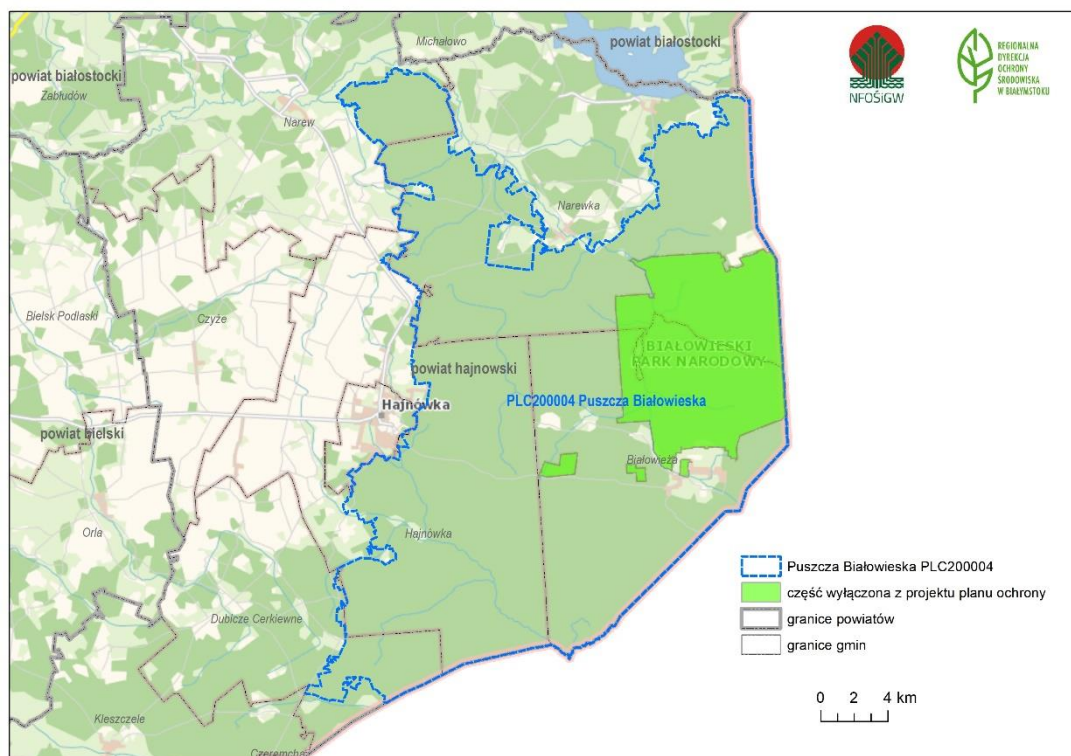 Michałowo
powiat białostocki
powiat białostocki
Zabłudów
Narew
NFOŚiGW
REGIONALNA
DYREKCJA
OCHRONY
ŚRODOWISKA
W BIAŁYMSTOKU
Narewka
Bielsk Podlaski
Czyże
BIAŁOWIESKI
PARK NARODOWY
powiat hajnowski
Hajnówka
PLC200004 Puszcza Białowieska
powiat bielski
Białowieża
Orla
Hajnówka
Dubicze Cerkiewne
Kleszczele
Czeremcha
Puszcza Białowieska PLC200004
część wyłączona z projektu planu ochrony
granice powiatów
granice gmin
0 2 4 km